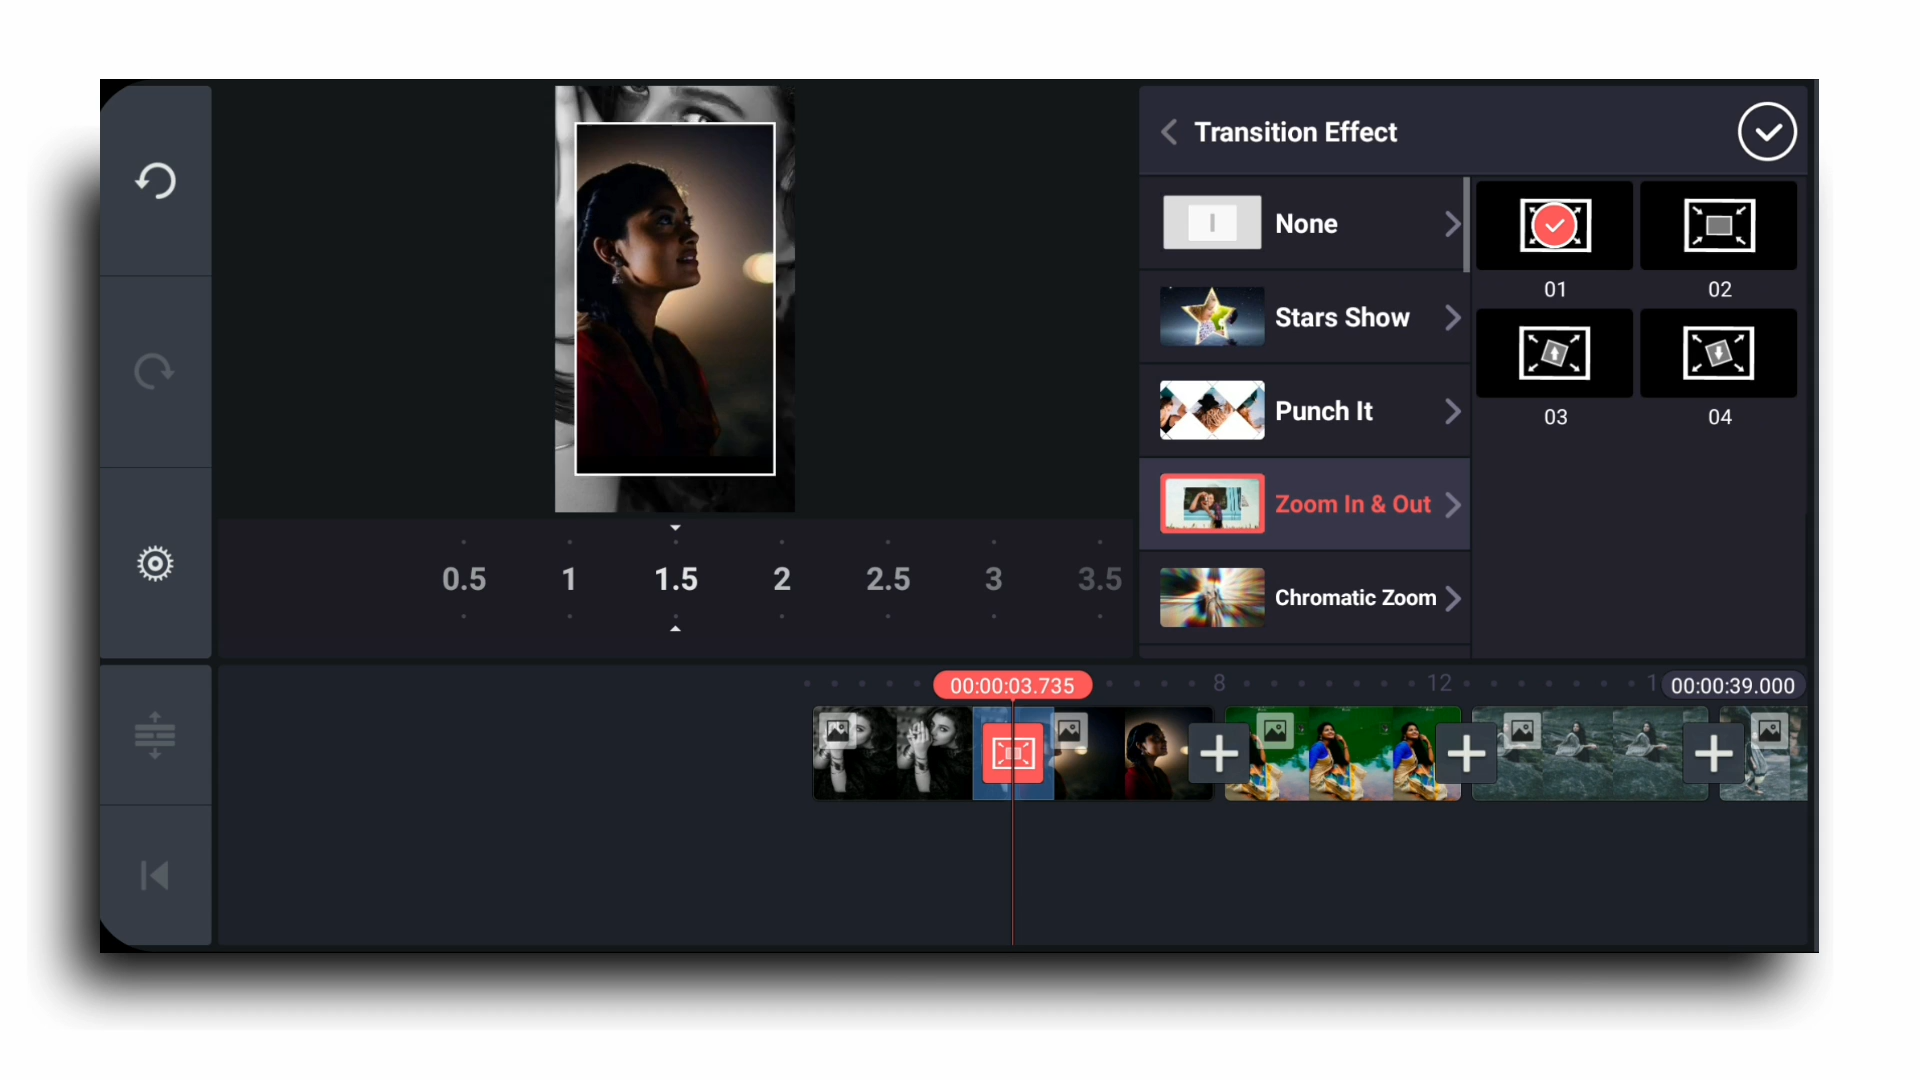 Transition Effect
None
Stars Show
Punch It
Zoom In & Out
Chromatic Zoom
01
02
03
04
0.5 1 1.5 2 2.5 3 3.5
00:00:03.735 8 12 1 00:00:39.000